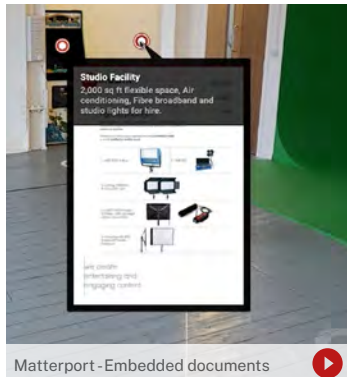 Studio Facility
2,000 sq ft flexible space, Air
conditioning, Fibre broadband and
studio lights for hire.
we create
entertaining and
engaging content
Matterport - Embedded documents